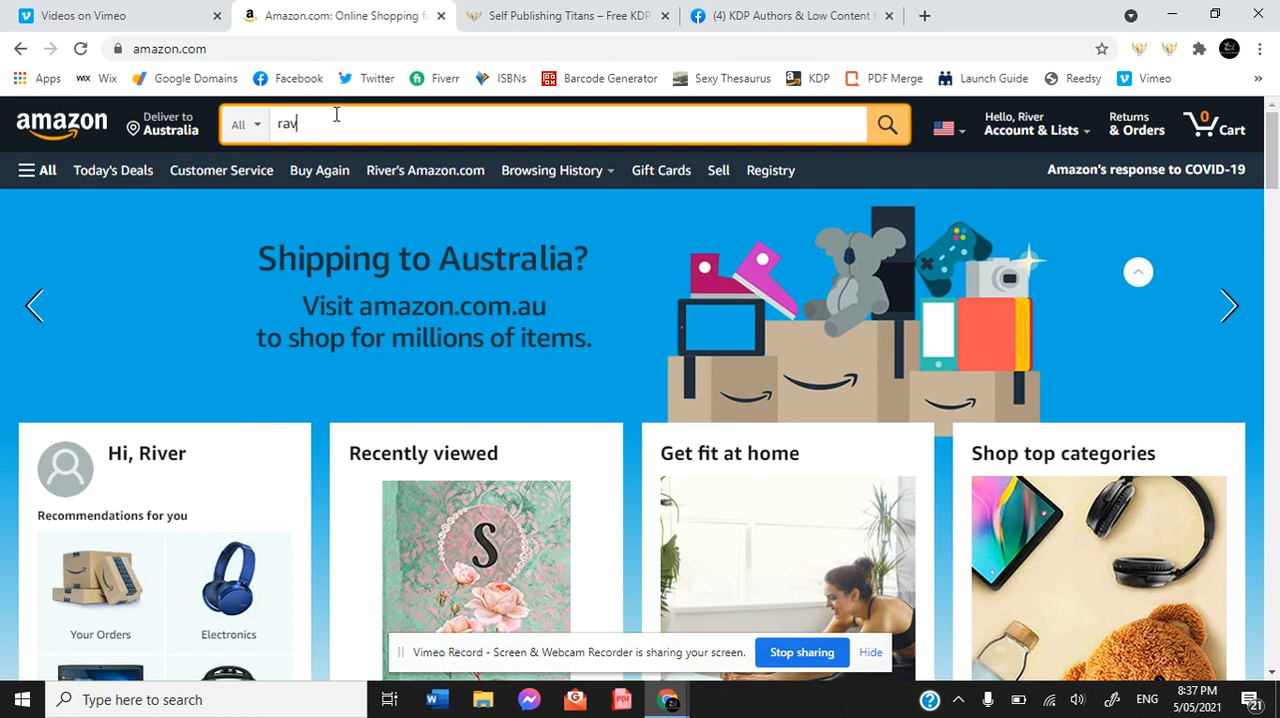 Videos on Vimeo
Amazon.com: Online Shopping f
Self Publishing Titans – Free KDP
(4) KDP Authors & Low Content
amazon.com
Apps
WIX Wix
Google Domains
Facebook
Twitter
fi Fiverr
ISBNs
Barcode Generator
Sexy Thesaurus
KDP
PDF Merge
Launch Guide
Reedsy
Vimeo
»
amazon
Deliver to
Australia
All
rav
Hello, River
Account & Lists
Returns
& Orders
0
Cart
All
Today's Deals
Customer Service
Buy Again
River's Amazon.com
Browsing History
Gift Cards
Sell
Registry
Amazon's response to COVID-19
Shipping to Australia?
Visit amazon.com.au
to shop for millions of items.
Hi, River
Recommendations for you
Your Orders
Electronics
Recently viewed
S
Get fit at home
Shop top categories
Vimeo Record - Screen & Webcam Recorder is sharing your screen.
Stop sharing
Hide
Type here to search
ENG
8:37 PM
5/05/2021
21